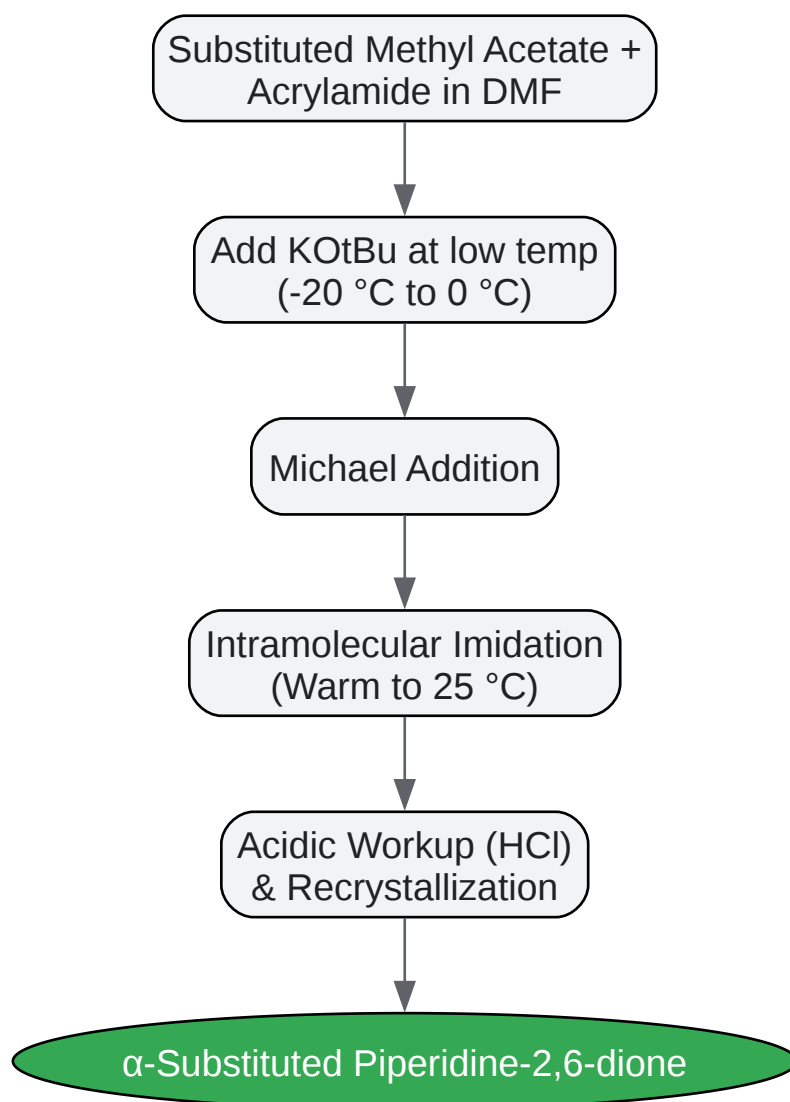 Substituted Methyl Acetate +
Acrylamide in DMF
Add KOtBu at low temp
(-20 °C to 0 °C)
Michael Addition
Intramolecular Imidation
(Warm to 25 °C)
Acidic Workup (HCl)
& Recrystallization
α-Substituted Piperidine-2,6-dione